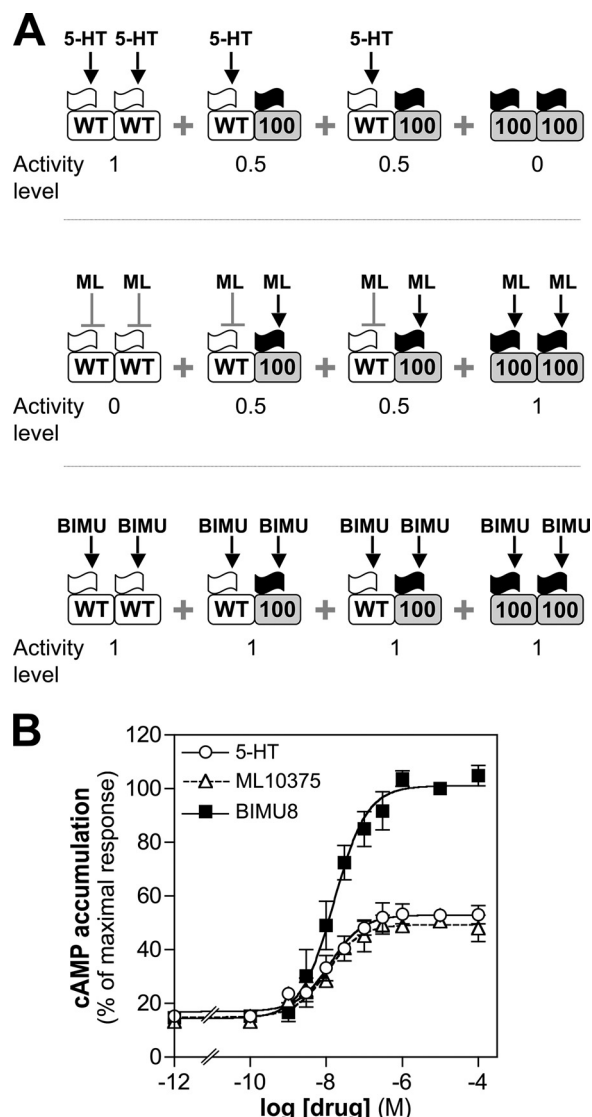 A
5-HT 5-HT 5-HT 5-HT
WT WT + WT 100 + WT 100 + 100 100
Activity level 1 0.5 0.5 0
ML ML ML ML ML ML ML ML
WT WT + WT 100 + WT 100 + 100 100
Activity level 0 0.5 0.5 1
BIMU BIMU BIMU BIMU BIMU BIMU BIMU BIMU
WT WT + WT 100 + WT 100 + 100 100
Activity level 1 1 1 1
B
5-HT
ML10375
BIMU8
cAMP accumulation
(% of maximal response)
120
100
80
60
40
20
0
-12 -10 -8 -6 -4
log [drug] (M)